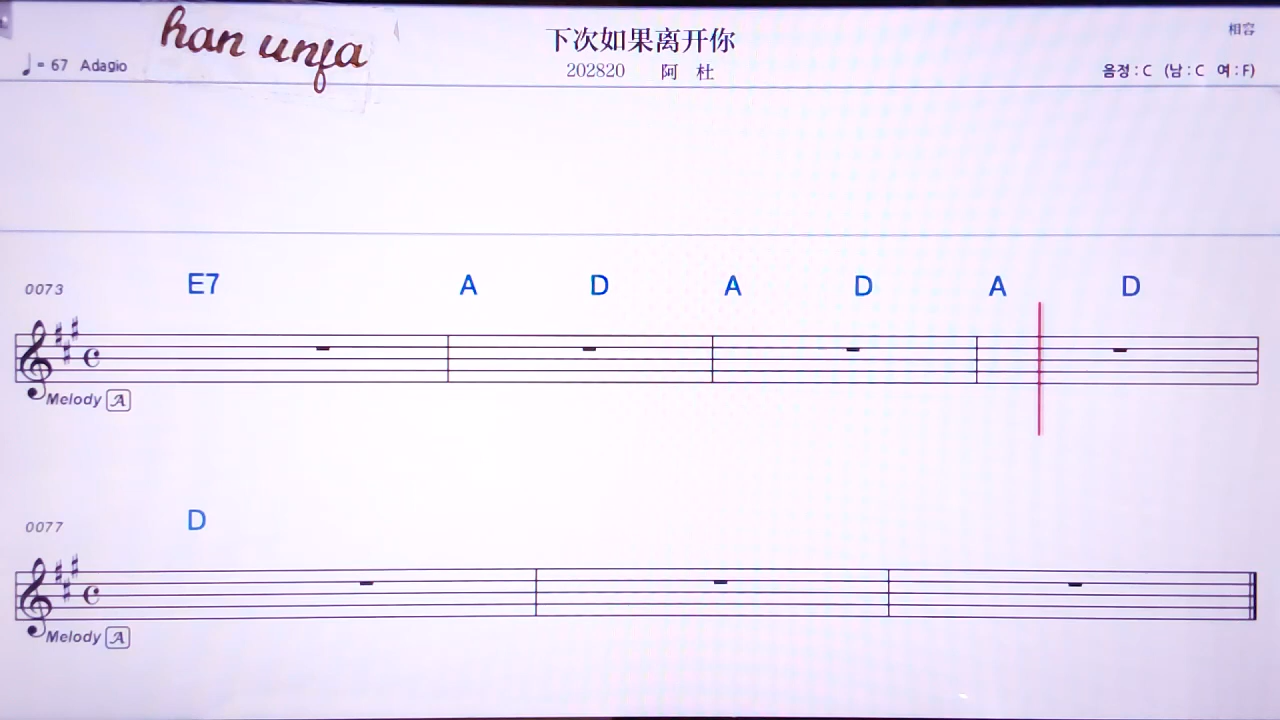 han unfa
下次如果离开你
相容
♩= 67 Adagio
202820 阿 杜
음정 : C (남 : C 여 : F)
0073 E7 A D A D A D
Melody A
0077 D
Melody A